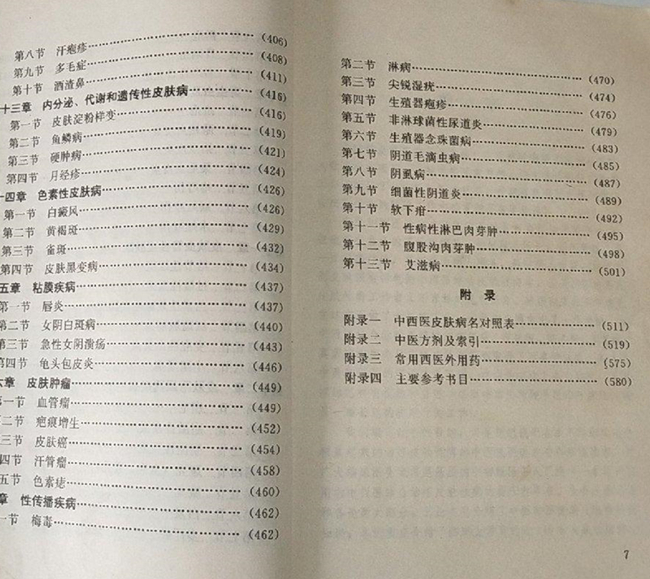 第八节 汗疱疹……(406)
第九节 多毛症……(408)
第十节 酒渣鼻……(411)
十三章 内分泌、代谢和遗传性皮肤病……(416)
第一节 皮肤淀粉样变……(416)
第二节 鱼鳞病……(419)
第三节 硬肿病……(421)
第四节 月经疹……(424)
一四章 色素性皮肤病……(426)
第一节 白癜风……(426)
第二节 黄褐斑……(429)
第三节 雀斑……(432)
第四节 皮肤黑变病……(434)
五章 粘膜疾病……(437)
第一节 唇炎……(437)
第二节 女阴白斑病……(440)
第三节 急性女阴溃疡……(443)
第四节 龟头包皮炎……(446)
六章 皮肤肿瘤……(449)
第一节 血管瘤……(449)
二节 疤痕增生……(452)
三节 皮肤癌……(454)
四节 汗管瘤……(458)
五节 色素痣……(460)
章 性传播疾病……(462)
一节 梅毒……(462)
第二节 淋病……(470)
第三节 尖锐湿疣……(474)
第四节 生殖器疱疹……(476)
第五节 非淋球菌性尿道炎……(479)
第六节 生殖器念珠菌病……(483)
第七节 阴道毛滴虫病……(485)
第八节 阴虱病……(487)
第九节 细菌性阴道炎……(489)
第十节 软下疳……(492)
第十一节 性病性淋巴肉芽肿……(495)
第十二节 腹股沟肉芽肿……(498)
第十三节 艾滋病……(501)
附录
附录一 中西医皮肤病名对照表……(511)
附录二 中医方剂及索引……(519)
附录三 常用西医外用药……(575)
附录四 主要参考书目……(580)
7